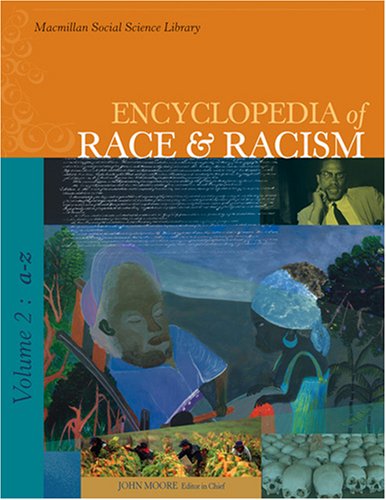 Macmillan Social Science Library
ENCYCLOPEDIA of
RACE & RACISM
Volume 2: a-z
JOHN MOORE Editor in Chief